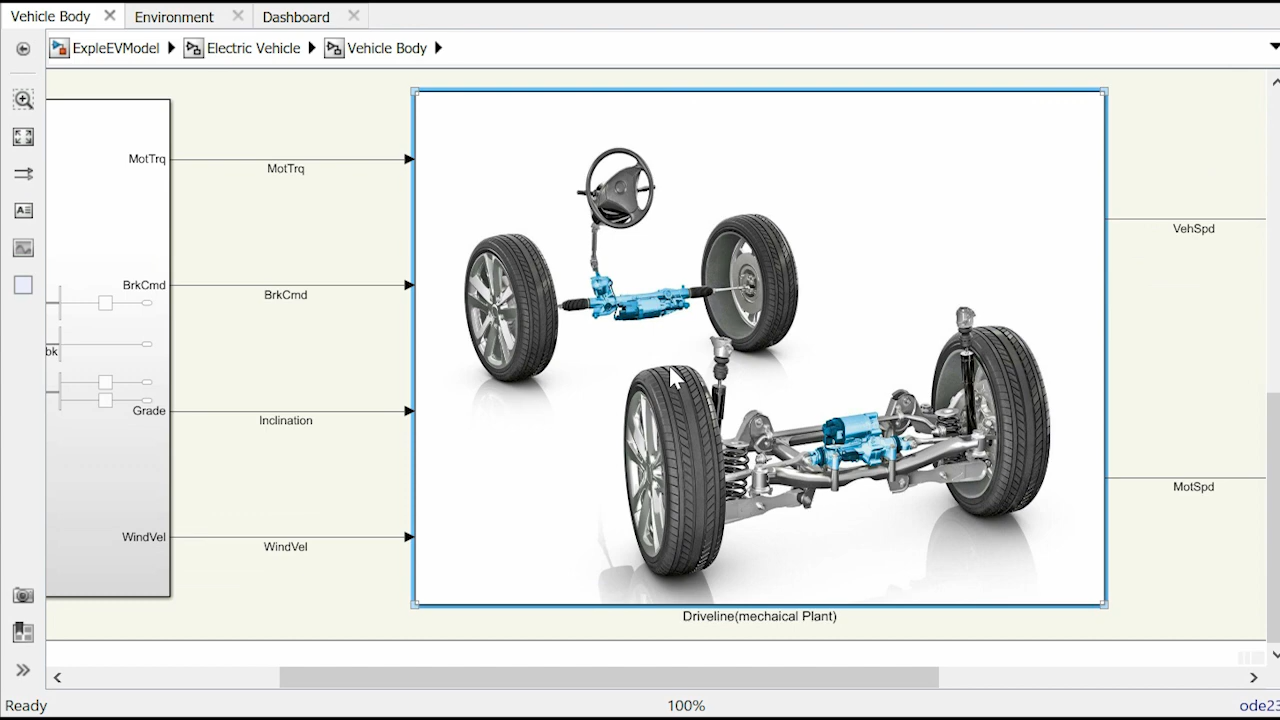 Vehicle Body
Environment
Dashboard
ExpleEVModel
Electric Vehicle
Vehicle Body
MotTrq
MotTrq
BrkCmd
BrkCmd
bk
Grade
Inclination
WindVel
WindVel
VehSpd
MotSpd
Driveline(mechaical Plant)
Ready
100%
ode23